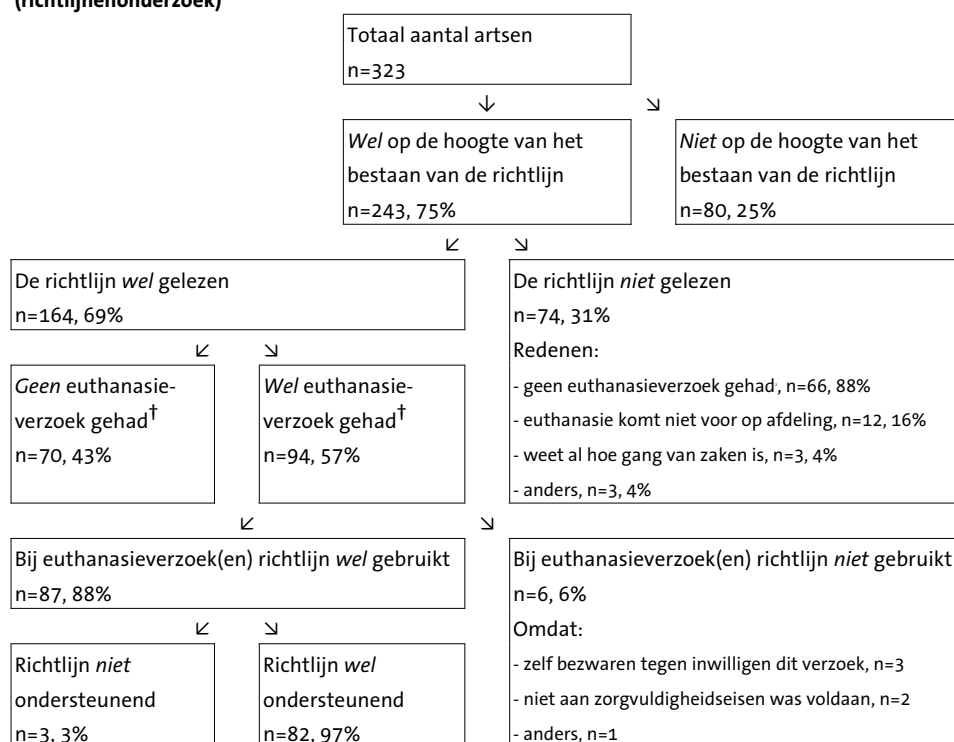 (richtlijnenonderzoek)
Totaal aantal artsen
n=323
Wel op de hoogte van het
bestaan van de richtlijn
n=243, 75%
Niet op de hoogte van het
bestaan van de richtlijn
n=80, 25%
De richtlijn wel gelezen
n=164, 69%
De richtlijn niet gelezen
n=74, 31%
Redenen:
- geen euthanasieverzoek gehad, n=66, 88%
- euthanasie komt niet voor op afdeling, n=12, 16%
- weet al hoe gang van zaken is, n=3, 4%
- anders, n=3, 4%
Geen euthanasie-
verzoek gehad†
n=70, 43%
Wel euthanasie-
verzoek gehad†
n=94, 57%
Bij euthanasieverzoek(en) richtlijn wel gebruikt
n=87, 88%
Bij euthanasieverzoek(en) richtlijn niet gebruikt
n=6, 6%
Omdat:
- zelf bezwaren tegen inwilligen dit verzoek, n=3
- niet aan zorgvuldigheidseisen was voldaan, n=2
- anders, n=1
Richtlijn niet
ondersteunend
n=3, 3%
Richtlijn wel
ondersteunend
n=82, 97%